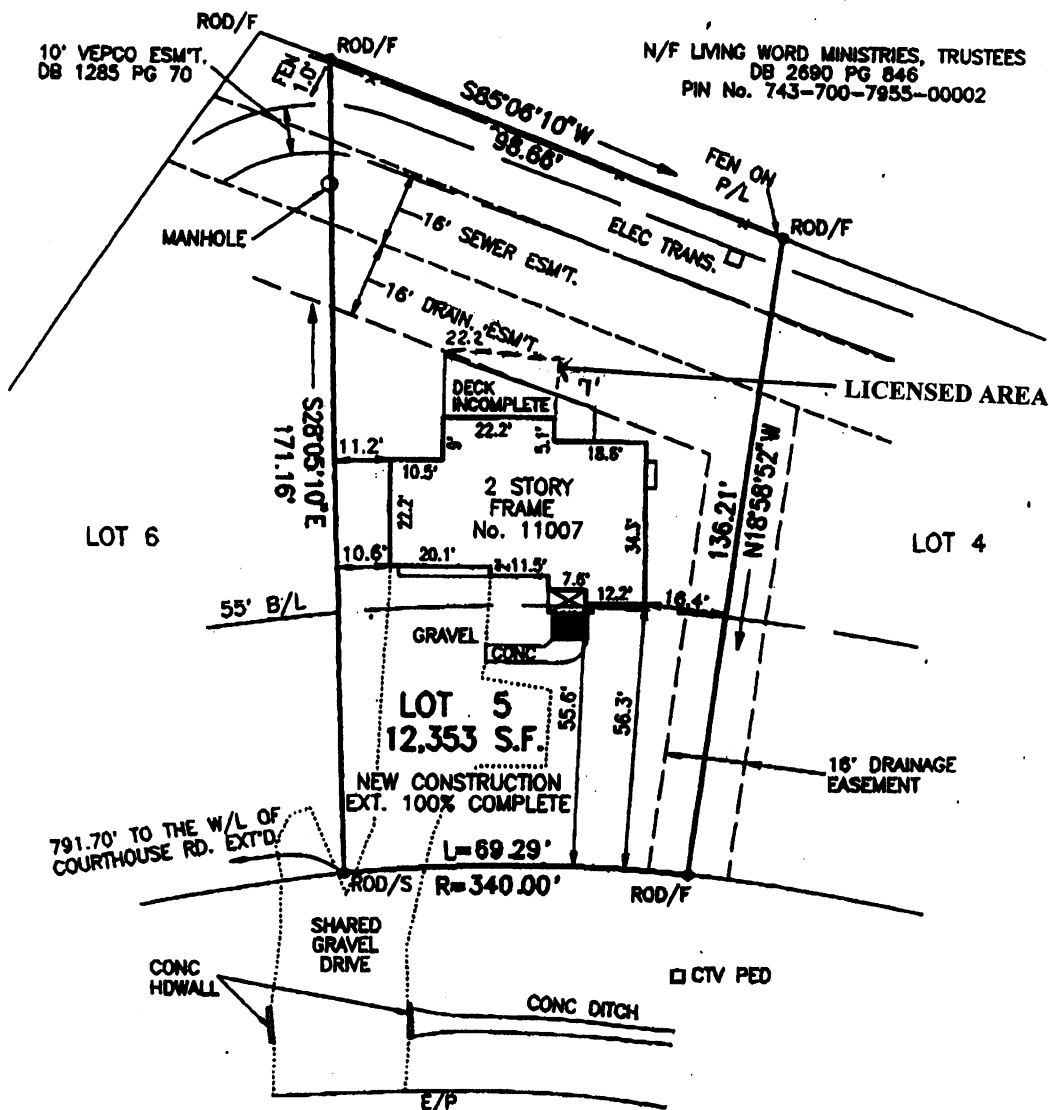 ROD/F
ROD/F
10' VEPCO ESM'T.
DB 1285 PG 70
FEN
1.0'
N/F LIVING WORD MINISTRIES, TRUSTEES
DB 2690 PG 846
PIN No. 743-700-7955-00002
S85°06'10"W
98.66'
FEN ON
P/L
ROD/F
MANHOLE
ELEC TRANS.
16' SEWER ESM'T.
16' DRAIN. ESM'T.
22.2'
7'
LICENSED AREA
DECK
INCOMPLETE
S28°05'10"E
171.16'
11.2'
10.5'
9'
22.2'
5.1'
18.6'
2 STORY
FRAME
No. 11007
22.2'
34.3'
136.21'
N18°58'52"W
LOT 6
LOT 4
10.6'
20.1'
2'
11.5'
7.6'
12.2'
16.4'
55' B/L
GRAVEL
CONC
LOT 5
12,353 S.F.
55.6'
56.3'
NEW CONSTRUCTION
EXT. 100% COMPLETE
16' DRAINAGE
EASEMENT
791.70' TO THE W/L OF
COURTHOUSE RD. EXT'D.
L=69.29'
R=340.00'
ROD/S
ROD/F
SHARED
GRAVEL
DRIVE
CONC
HDWALL
CTV PED
CONC DITCH
E/P